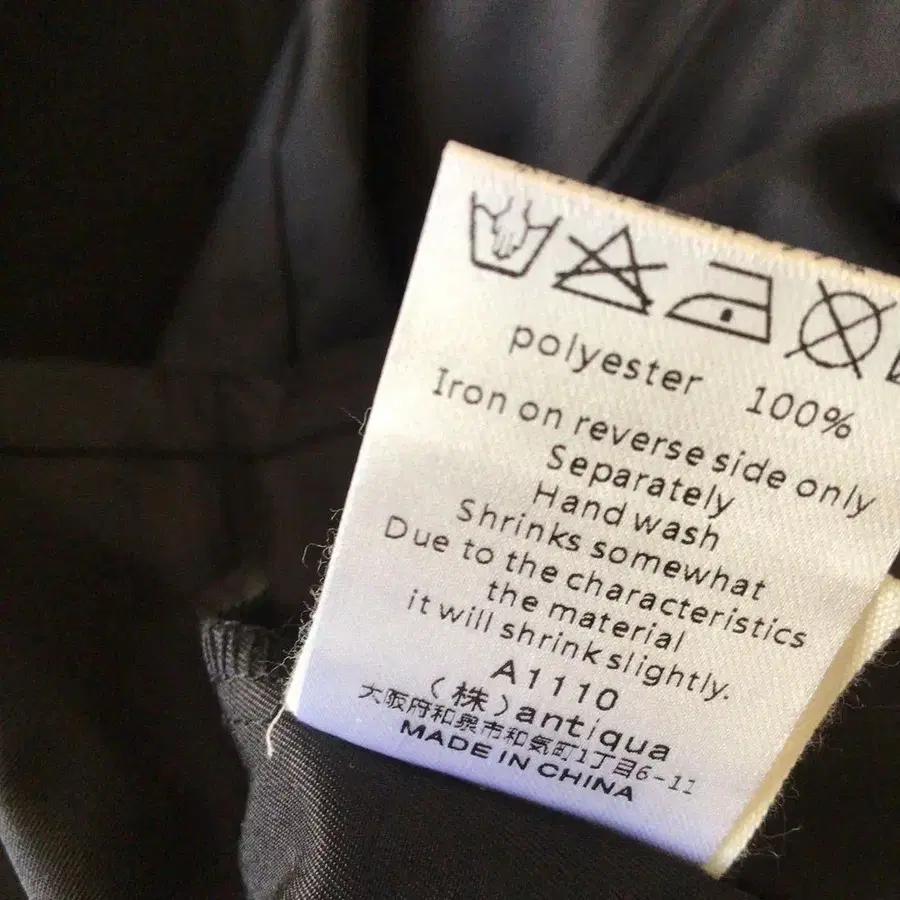 polyester 100%
Iron on reverse side only
Separately
Hand wash
Shrinks somewhat
Due to the characteristics
the material
it will shrink slightly.
A1110
(株)antiqua
大阪府和泉市和気町1丁目6-11
MADE IN CHINA